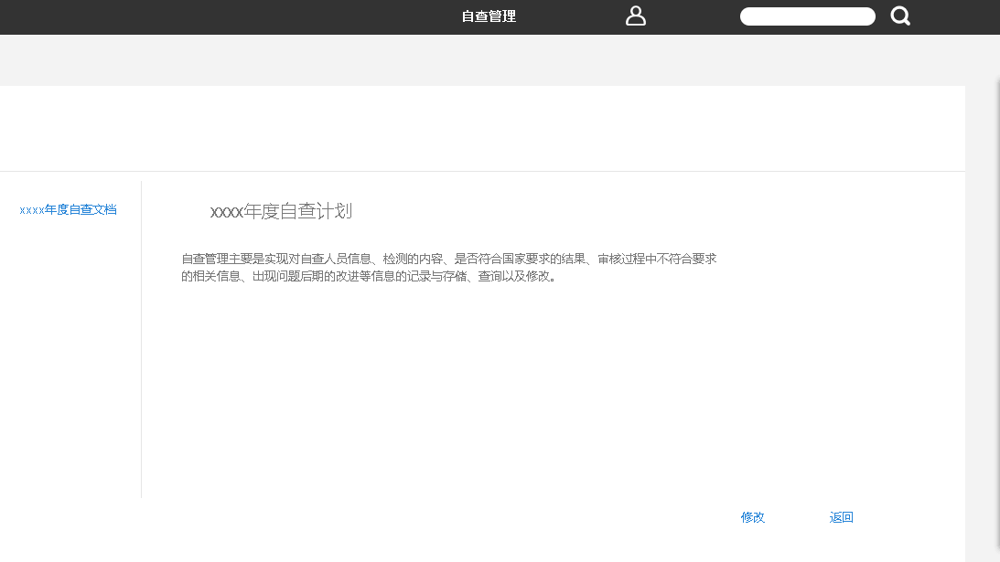 自查管理
xxxx年度自查文档
xxxx年度自查计划
自查管理主要是实现对自查人员信息、检测的内容、是否符合国家要求的结果、审核过程中不符合要求
的相关信息、出现问题后期的改进等信息的记录与存储、查询以及修改。
修改
返回